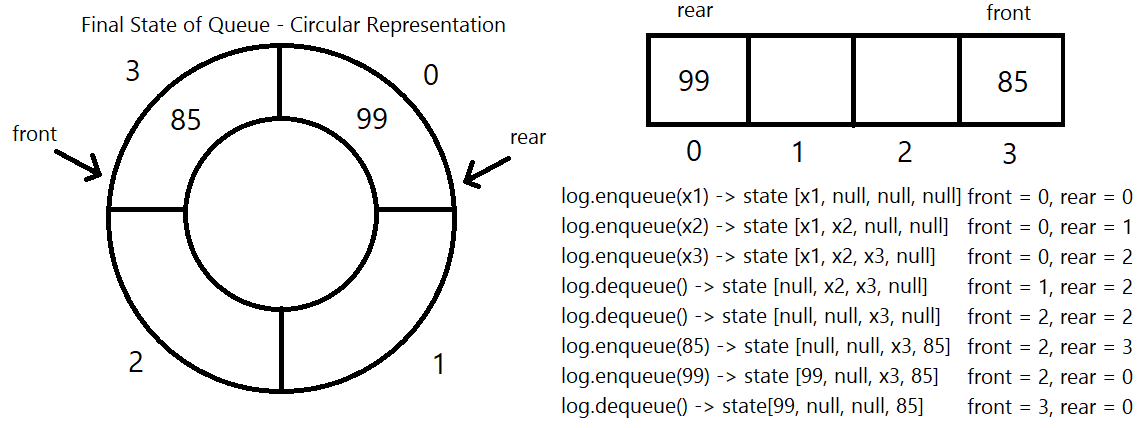 Final State of Queue - Circular Representation
3
0
85
99
front
rear
2
1
rear
front
99
85
0
1
2
3
log.enqueue(x1) -> state [x1, null, null, null] front = 0, rear = 0
log.enqueue(x2) -> state [x1, x2, null, null] front = 0, rear = 1
log.enqueue(x3) -> state [x1, x2, x3, null] front = 0, rear = 2
log.dequeue() -> state [null, x2, x3, null] front = 1, rear = 2
log.dequeue() -> state [null, null, x3, null] front = 2, rear = 2
log.enqueue(85) -> state [null, null, x3, 85] front = 2, rear = 3
log.enqueue(99) -> state [99, null, x3, 85] front = 2, rear = 0
log.dequeue() -> state[99, null, null, 85] front = 3, rear = 0